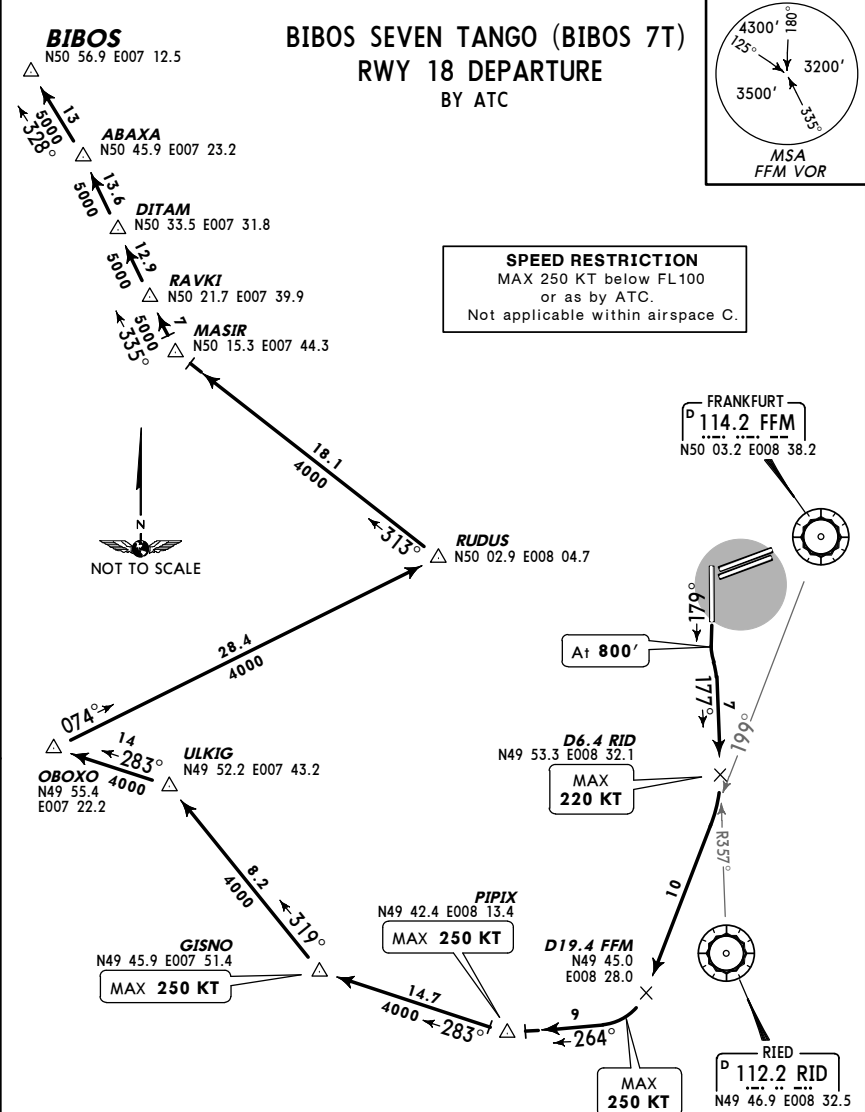 BIBOS
N50 56.9 E007 12.5
BIBOS SEVEN TANGO (BIBOS 7T)
RWY 18 DEPARTURE
BY ATC
4300'
180°
125°
3200'
3500'
335°
MSA
FFM VOR
13
5000
328°
ABAXA
N50 45.9 E007 23.2
13.6
5000
DITAM
N50 33.5 E007 31.8
12.9
5000
RAVKI
N50 21.7 E007 39.9
7
5000
335°
MASIR
N50 15.3 E007 44.3
SPEED RESTRICTION
MAX 250 KT below FL100
or as by ATC.
Not applicable within airspace C.
FRANKFURT
D 114.2 FFM
N50 03.2 E008 38.2
18.1
4000
313°
N
NOT TO SCALE
RUDUS
N50 02.9 E008 04.7
179°
At 800'
28.4
4000
074°
177°
7
199°
D6.4 RID
N49 53.3 E008 32.1
MAX
220 KT
14
283°
4000
ULKIG
N49 52.2 E007 43.2
OBOXO
N49 55.4
E007 22.2
R357°
10
8.2
4000
319°
PIPIX
N49 42.4 E008 13.4
MAX 250 KT
D19.4 FFM
N49 45.0
E008 28.0
GISNO
N49 45.9 E007 51.4
MAX 250 KT
14.7
4000
283°
9
264°
MAX
250 KT
RIED
D 112.2 RID
N49 46.9 E008 32.5